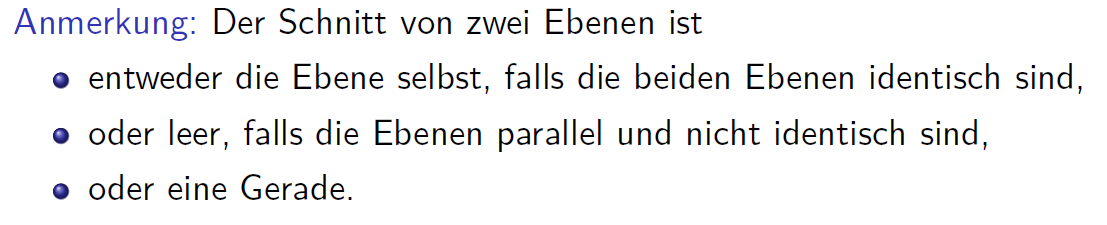 Anmerkung: Der Schnitt von zwei Ebenen ist
entweder die Ebene selbst, falls die beiden Ebenen identisch sind,
oder leer, falls die Ebenen parallel und nicht identisch sind,
oder eine Gerade.